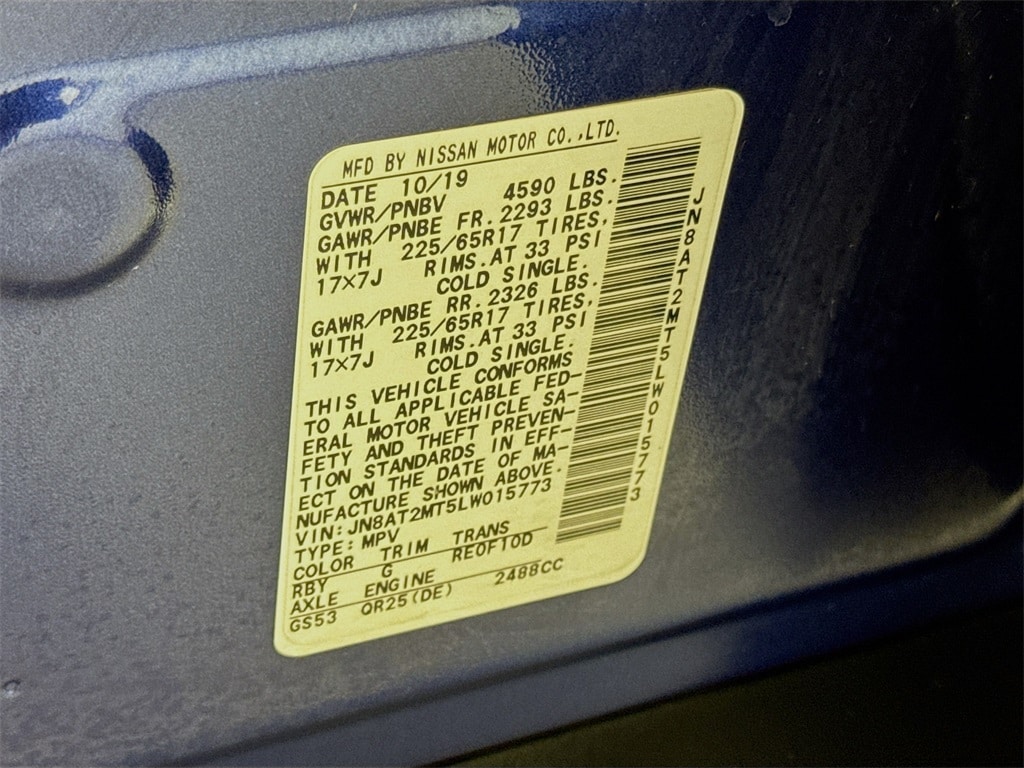 MFD BY NISSAN MOTOR CO.,LTD.
DATE 10/19
GVWR/PNBV 4590 LBS.
GAWR/PNBE FR. 2293 LBS.
WITH 225/65R17 TIRES,
17×7J RIMS.AT 33 PSI
COLD SINGLE.
GAWR/PNBE RR. 2326 LBS.
WITH 225/65R17 TIRES,
17×7J RIMS.AT 33 PSI
COLD SINGLE.
THIS VEHICLE CONFORMS
TO ALL APPLICABLE FED-
ERAL MOTOR VEHICLE SA-
FETY AND THEFT PREVEN-
TION STANDARDS IN EFF-
ECT ON THE DATE OF MA-
NUFACTURE SHOWN ABOVE.
VIN:JN8AT2MT5LW015773
TYPE:MPV
COLOR TRIM TRANS
RBY G RE0F10D
AXLE ENGINE
GS53 QR25(DE) 2488CC
JN8AT2MT5LW015773